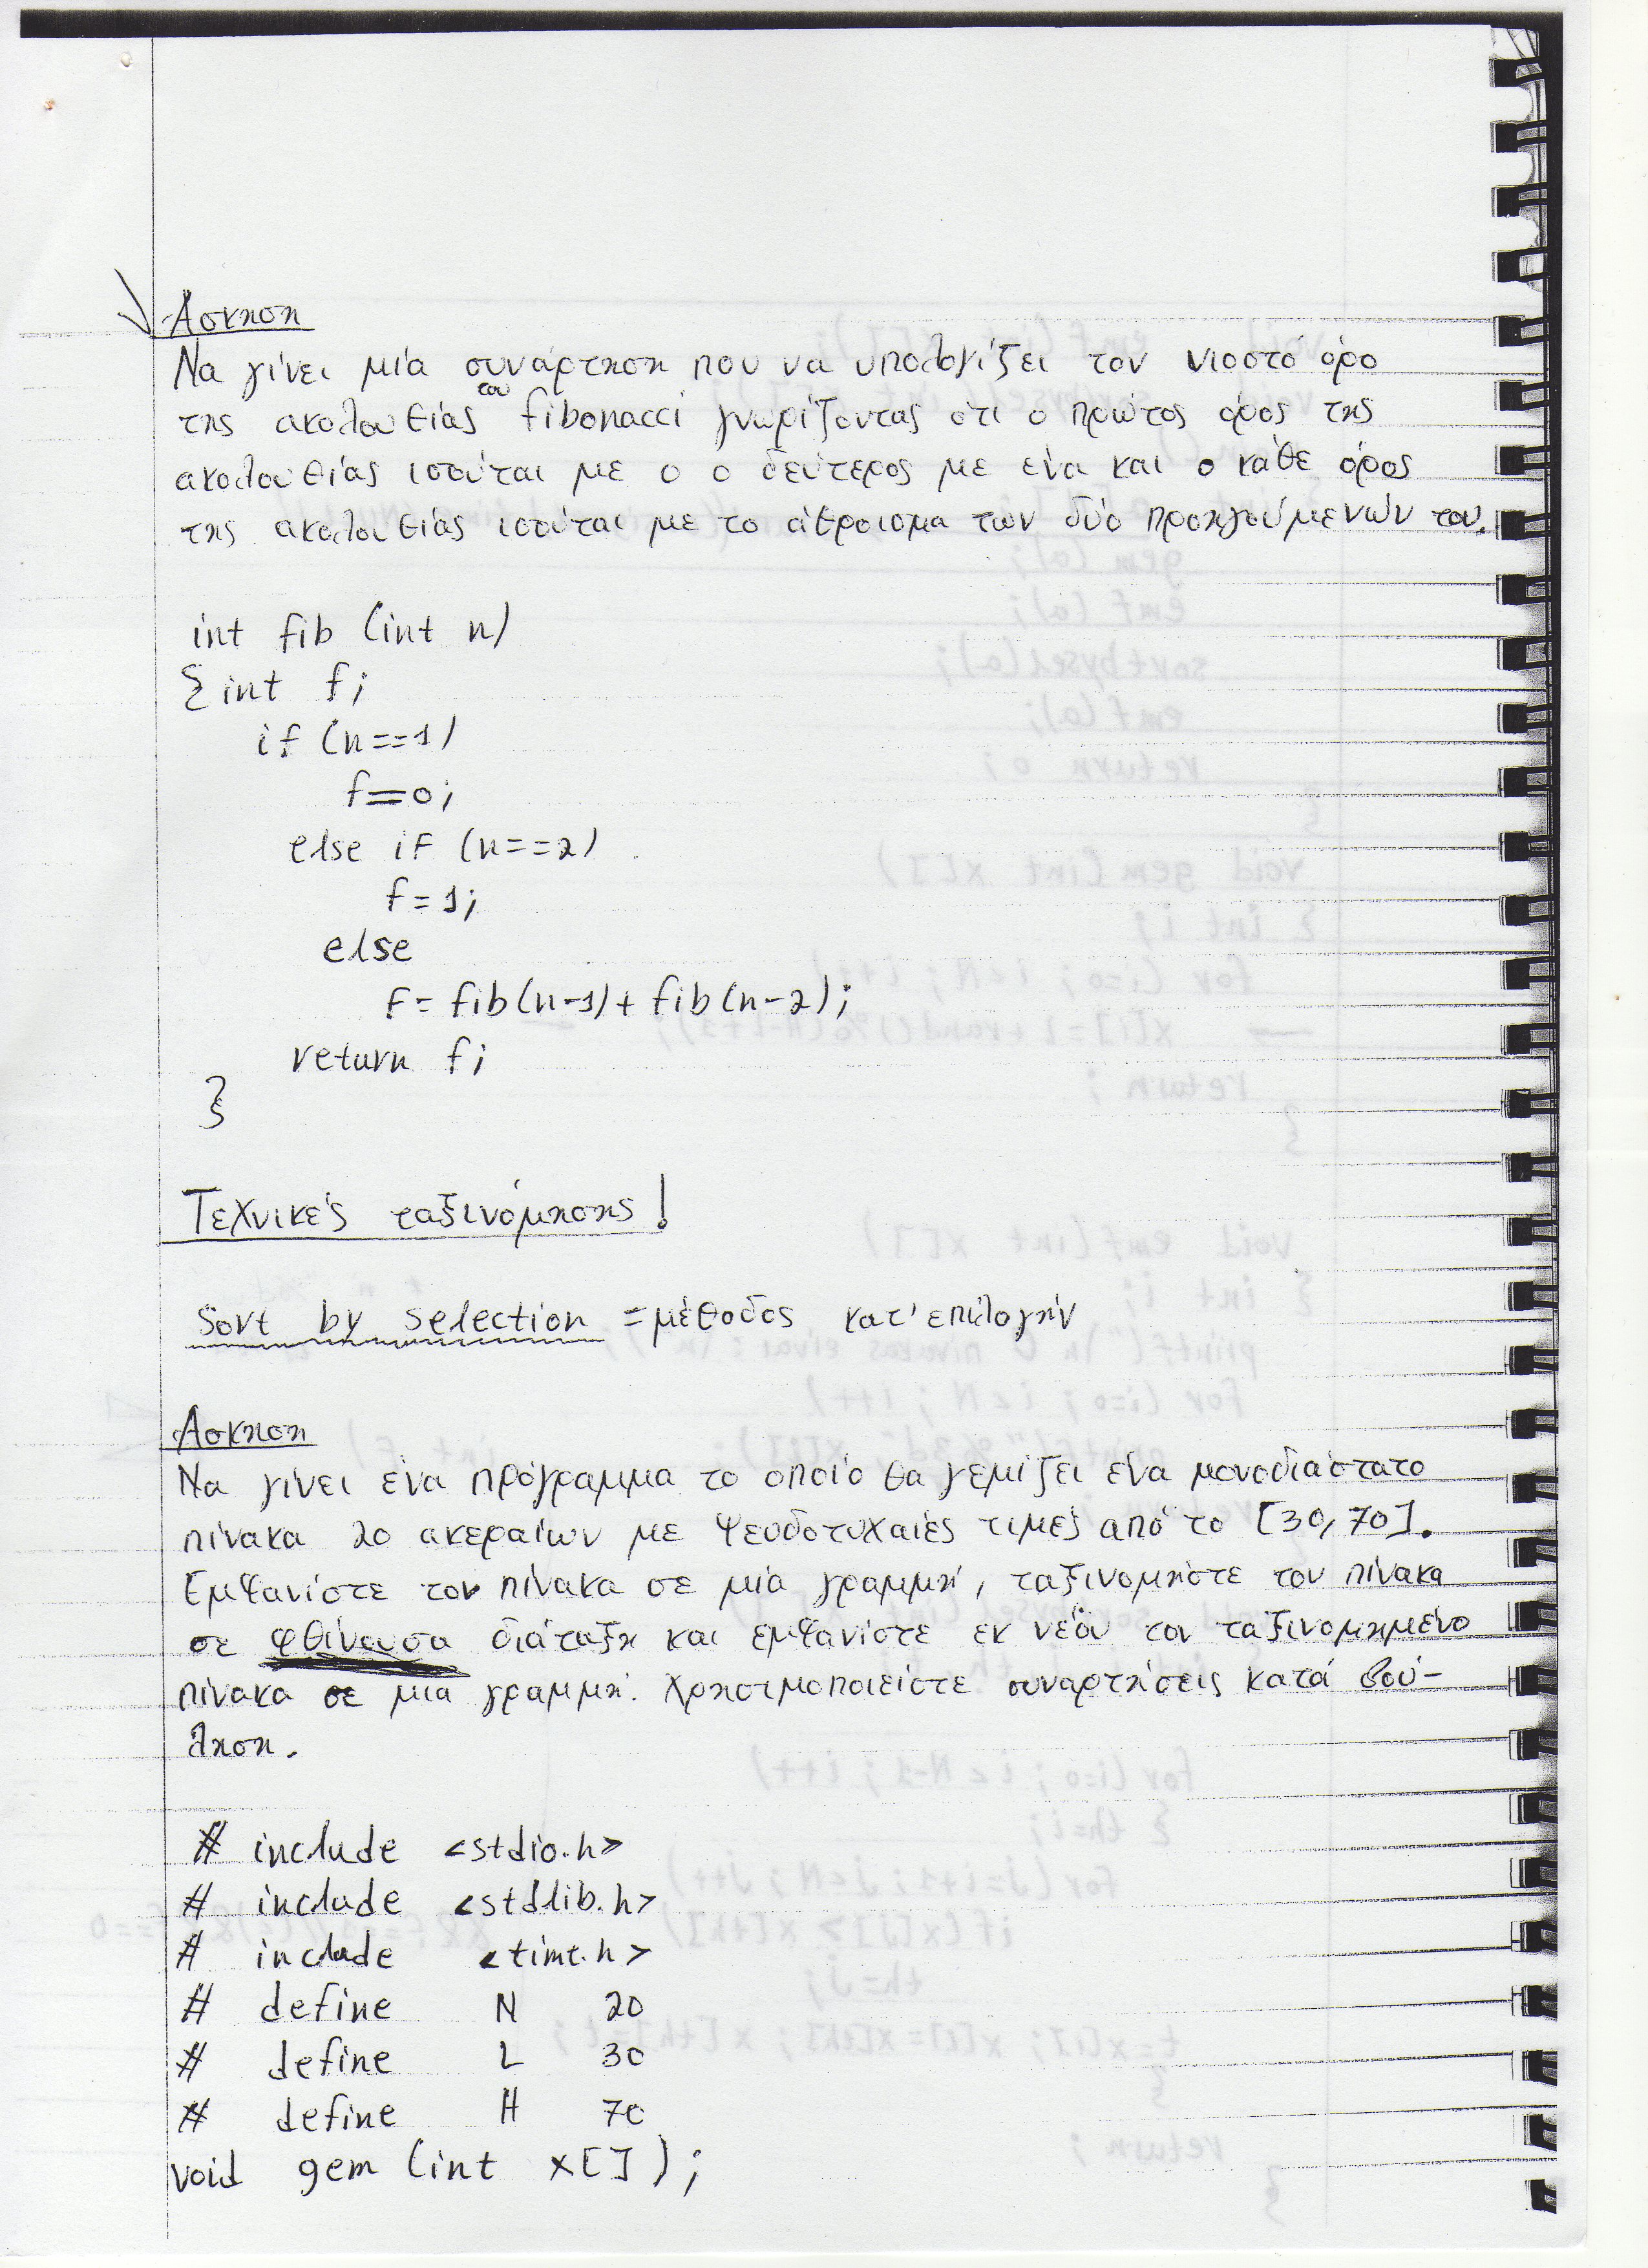 Άσκηση
Να γίνει μία συνάρτηση που να υπολογίζει τον νιοστό όρο
της ακολουθίας του fibonacci γνωρίζοντας ότι ο πρώτος όρος της
ακολουθίας ισούται με 0 ο δεύτερος με ένα και ο κάθε όρος
της ακολουθίας ισούται με το άθροισμα των δύο προηγούμενών του.
int fib (int n)
{ int f;
if (n==1)
f=0;
else if (n==2)
f=1;
else
f= fib(n-1)+ fib(n-2);
return f;
}
Τεχνικές ταξινόμησης!
Sort by selection = μέθοδος κατ' επιλογήν
Άσκηση
Να γίνει ένα πρόγραμμα το οποίο θα γεμίζει ένα μονοδιάστατο
πίνακα 20 ακεραίων με ψευδοτυχαίές τιμές από το [30,70].
Εμφανίστε τον πίνακα σε μία γραμμή, ταξινομήστε τον πίνακα
σε φθίνουσα διάταξη και εμφανίστε εκ νέου τον ταξινομημένο
πίνακα σε μια γραμμή. Χρησιμοποιείστε συναρτήσεις κατά βού-
ληση.
# include <stdio.h>
# include <stdlib.h>
# include <time.h>
# define N 20
# define L 30
# define H 70
void gem (int x[ ] );